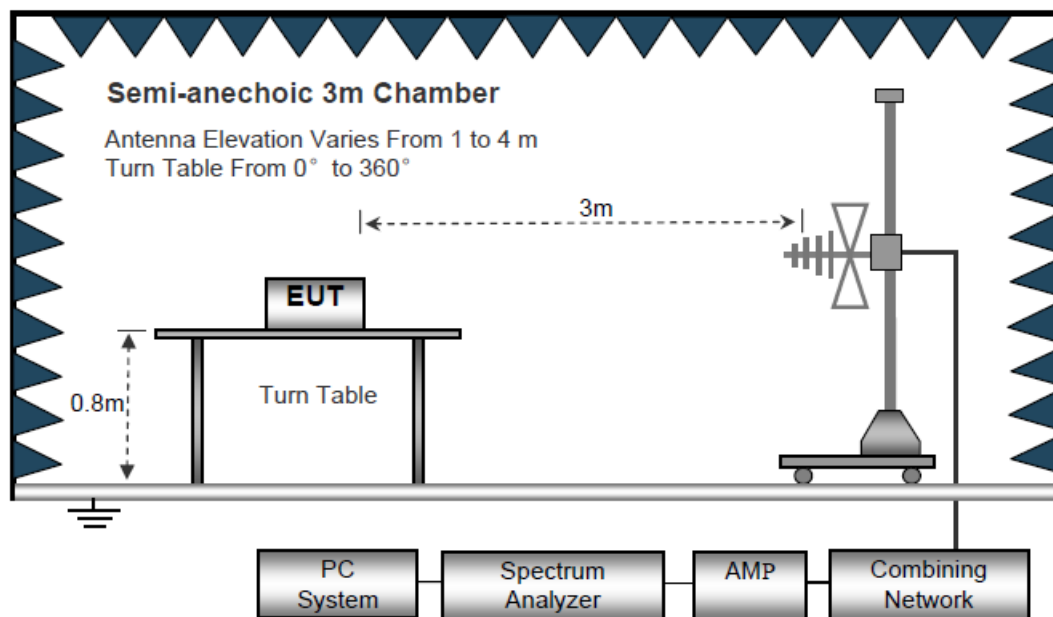 Semi-anechoic 3m Chamber
Antenna Elevation Varies From 1 to 4 m
Turn Table From 0° to 360°
3m
EUT
0.8m
Turn Table
PC
System
Spectrum
Analyzer
AMP
Combining
Network